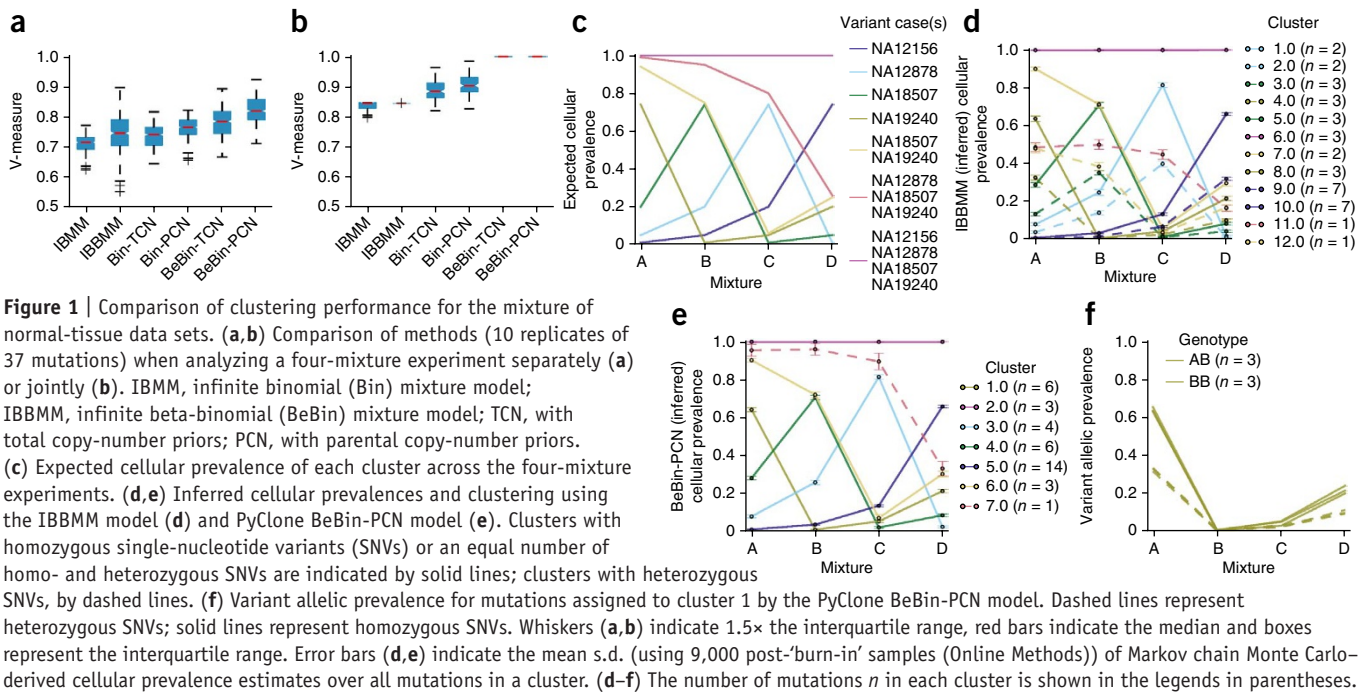 a
V-measure
1.0
0.9
0.8
0.7
0.6
0.5
IBMM
IBBMM
Bin-TCN
Bin-PCN
BeBin-TCN
BeBin-PCN
b
V-measure
1.0
0.9
0.8
0.7
0.6
0.5
IBMM
IBBMM
Bin-TCN
Bin-PCN
BeBin-TCN
BeBin-PCN
c
Expected cellular
prevalence
1.0
0.8
0.6
0.4
0.2
0
A B C D
Mixture
Variant case(s)
NA12156
NA12878
NA18507
NA19240
NA18507
NA19240
NA12878
NA18507
NA19240
NA12156
NA12878
NA18507
NA19240
d
IBBMM (inferred) cellular
prevalence
1.0
0.8
0.6
0.4
0.2
0
A B C D
Mixture
Cluster
1.0 (n = 2)
2.0 (n = 2)
3.0 (n = 3)
4.0 (n = 3)
5.0 (n = 3)
6.0 (n = 3)
7.0 (n = 2)
8.0 (n = 3)
9.0 (n = 7)
10.0 (n = 7)
11.0 (n = 1)
12.0 (n = 1)
Figure 1 | Comparison of clustering performance for the mixture of
normal-tissue data sets. (a,b) Comparison of methods (10 replicates of
37 mutations) when analyzing a four-mixture experiment separately (a)
or jointly (b). IBMM, infinite binomial (Bin) mixture model;
IBBMM, infinite beta-binomial (BeBin) mixture model; TCN, with
total copy-number priors; PCN, with parental copy-number priors.
(c) Expected cellular prevalence of each cluster across the four-mixture
experiments. (d,e) Inferred cellular prevalences and clustering using
the IBBMM model (d) and PyClone BeBin-PCN model (e). Clusters with
homozygous single-nucleotide variants (SNVs) or an equal number of
homo- and heterozygous SNVs are indicated by solid lines; clusters with heterozygous
SNVs, by dashed lines. (f) Variant allelic prevalence for mutations assigned to cluster 1 by the PyClone BeBin-PCN model. Dashed lines represent
heterozygous SNVs; solid lines represent homozygous SNVs. Whiskers (a,b) indicate 1.5× the interquartile range, red bars indicate the median and boxes
represent the interquartile range. Error bars (d,e) indicate the mean s.d. (using 9,000 post-‘burn-in’ samples (Online Methods)) of Markov chain Monte Carlo–
derived cellular prevalence estimates over all mutations in a cluster. (d–f) The number of mutations n in each cluster is shown in the legends in parentheses.
e
BeBin-PCN (inferred)
cellular prevalence
1.0
0.8
0.6
0.4
0.2
0
A B C D
Mixture
Cluster
1.0 (n = 6)
2.0 (n = 3)
3.0 (n = 4)
4.0 (n = 6)
5.0 (n = 14)
6.0 (n = 3)
7.0 (n = 1)
f
Variant allelic prevalence
1.0
0.8
0.6
0.4
0.2
0
A B C D
Mixture
Genotype
AB (n = 3)
BB (n = 3)